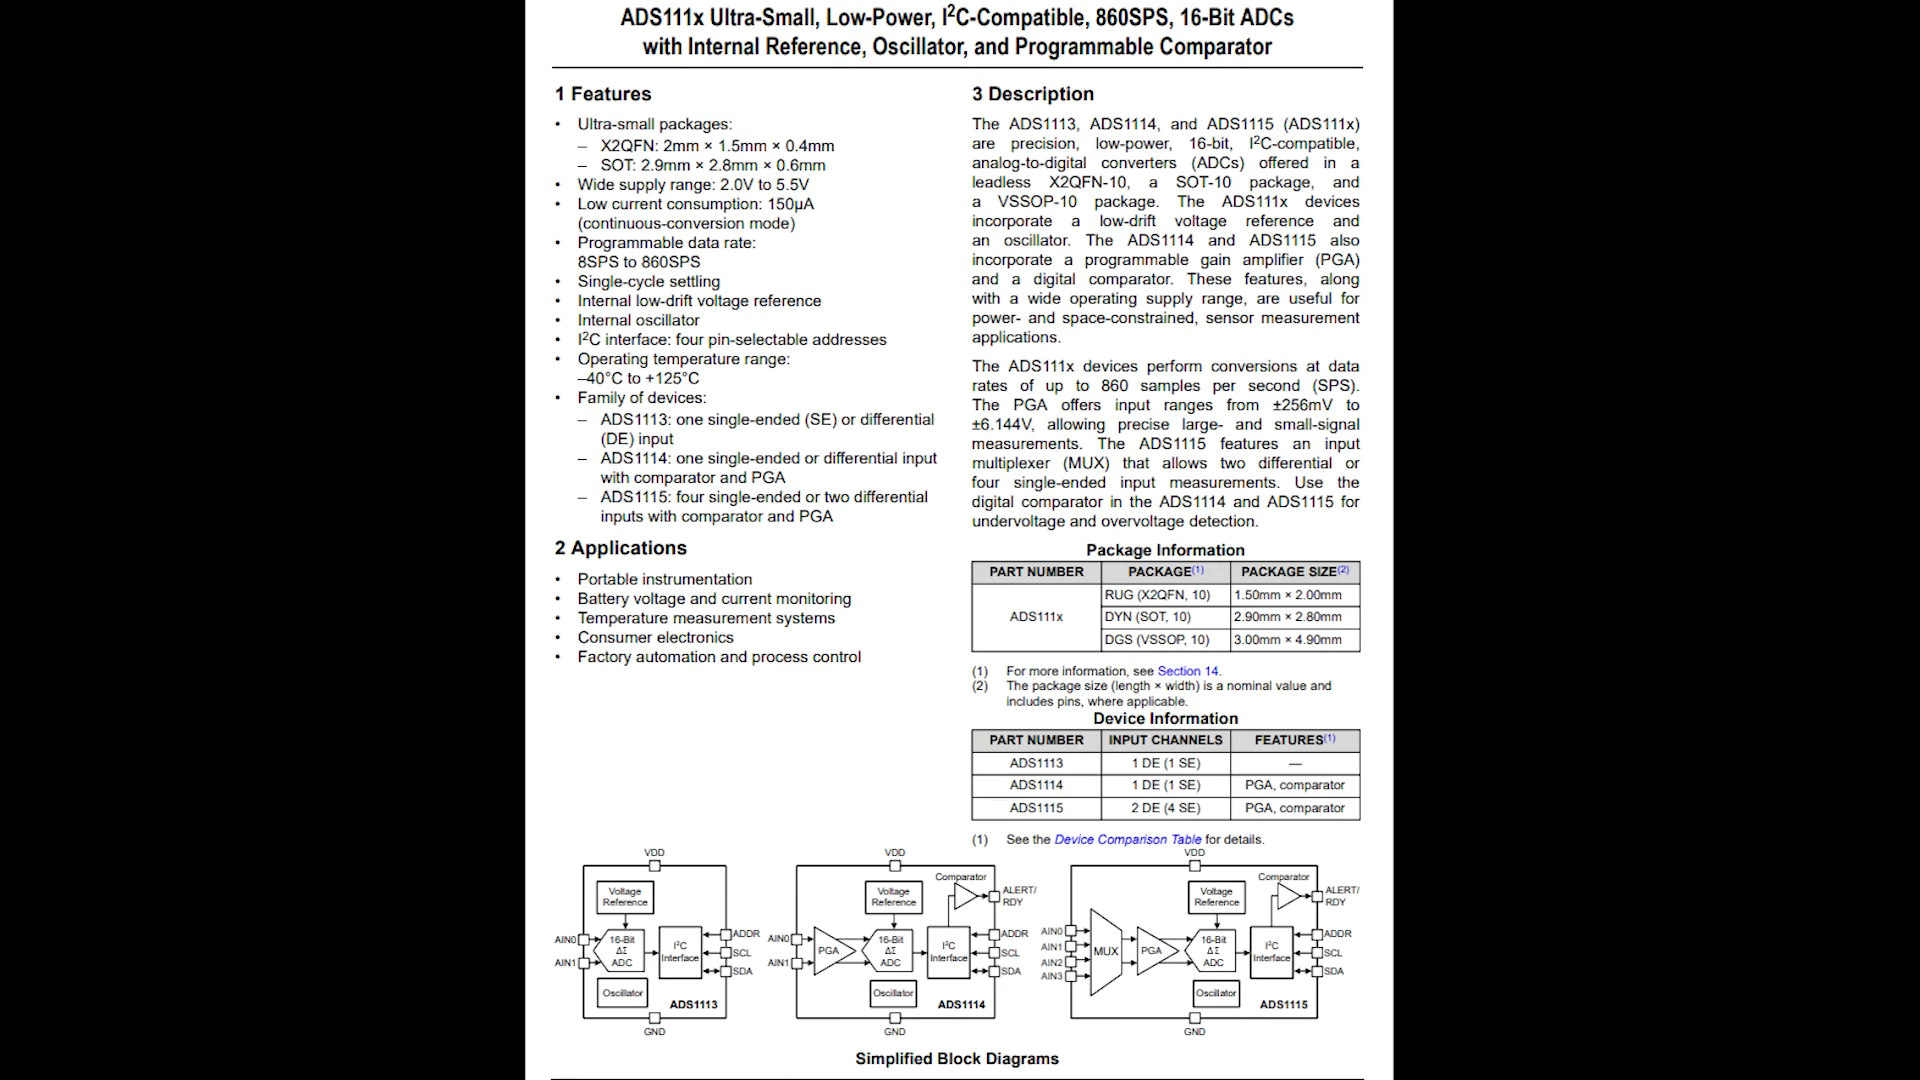 ADS111x Ultra-Small, Low-Power, I2C-Compatible, 860SPS, 16-Bit ADCs
with Internal Reference, Oscillator, and Programmable Comparator
1 Features
• Ultra-small packages:
– X2QFN: 2mm × 1.5mm × 0.4mm
– SOT: 2.9mm × 2.8mm × 0.6mm
• Wide supply range: 2.0V to 5.5V
• Low current consumption: 150μA
(continuous-conversion mode)
• Programmable data rate:
8SPS to 860SPS
• Single-cycle settling
• Internal low-drift voltage reference
• Internal oscillator
• I2C interface: four pin-selectable addresses
• Operating temperature range:
–40°C to +125°C
• Family of devices:
– ADS1113: one single-ended (SE) or differential
(DE) input
– ADS1114: one single-ended or differential input
with comparator and PGA
– ADS1115: four single-ended or two differential
inputs with comparator and PGA
2 Applications
• Portable instrumentation
• Battery voltage and current monitoring
• Temperature measurement systems
• Consumer electronics
• Factory automation and process control
3 Description
The ADS1113, ADS1114, and ADS1115 (ADS111x)
are precision, low-power, 16-bit, I2C-compatible,
analog-to-digital converters (ADCs) offered in a
leadless X2QFN-10, a SOT-10 package, and
a VSSOP-10 package. The ADS111x devices
incorporate a low-drift voltage reference and
an oscillator. The ADS1114 and ADS1115 also
incorporate a programmable gain amplifier (PGA)
and a digital comparator. These features, along
with a wide operating supply range, are useful for
power- and space-constrained, sensor measurement
applications.
The ADS111x devices perform conversions at data
rates of up to 860 samples per second (SPS).
The PGA offers input ranges from ±256mV to
±6.144V, allowing precise large- and small-signal
measurements. The ADS1115 features an input
multiplexer (MUX) that allows two differential or
four single-ended input measurements. Use the
digital comparator in the ADS1114 and ADS1115 for
undervoltage and overvoltage detection.
Package Information
PART NUMBER PACKAGE(1) PACKAGE SIZE(2)
ADS111x
RUG (X2QFN, 10) 1.50mm × 2.00mm
DYN (SOT, 10) 2.90mm × 2.80mm
DGS (VSSOP, 10) 3.00mm × 4.90mm
(1) For more information, see Section 14.
(2) The package size (length × width) is a nominal value and
includes pins, where applicable.
Device Information
PART NUMBER INPUT CHANNELS FEATURES(1)
ADS1113 1 DE (1 SE) —
ADS1114 1 DE (1 SE) PGA, comparator
ADS1115 2 DE (4 SE) PGA, comparator
(1) See the Device Comparison Table for details.
VDD
Voltage
Reference
AIN0
AIN1
16-Bit
ΔΣ
ADC
I2C
Interface
ADDR
SCL
SDA
Oscillator
ADS1113
GND
VDD
Comparator
Voltage
Reference
ALERT/
RDY
AIN0
AIN1
PGA
16-Bit
ΔΣ
ADC
I2C
Interface
ADDR
SCL
SDA
Oscillator
ADS1114
GND
VDD
Comparator
Voltage
Reference
ALERT/
RDY
AIN0
AIN1
AIN2
AIN3
MUX
PGA
16-Bit
ΔΣ
ADC
I2C
Interface
ADDR
SCL
SDA
Oscillator
ADS1115
GND
Simplified Block Diagrams